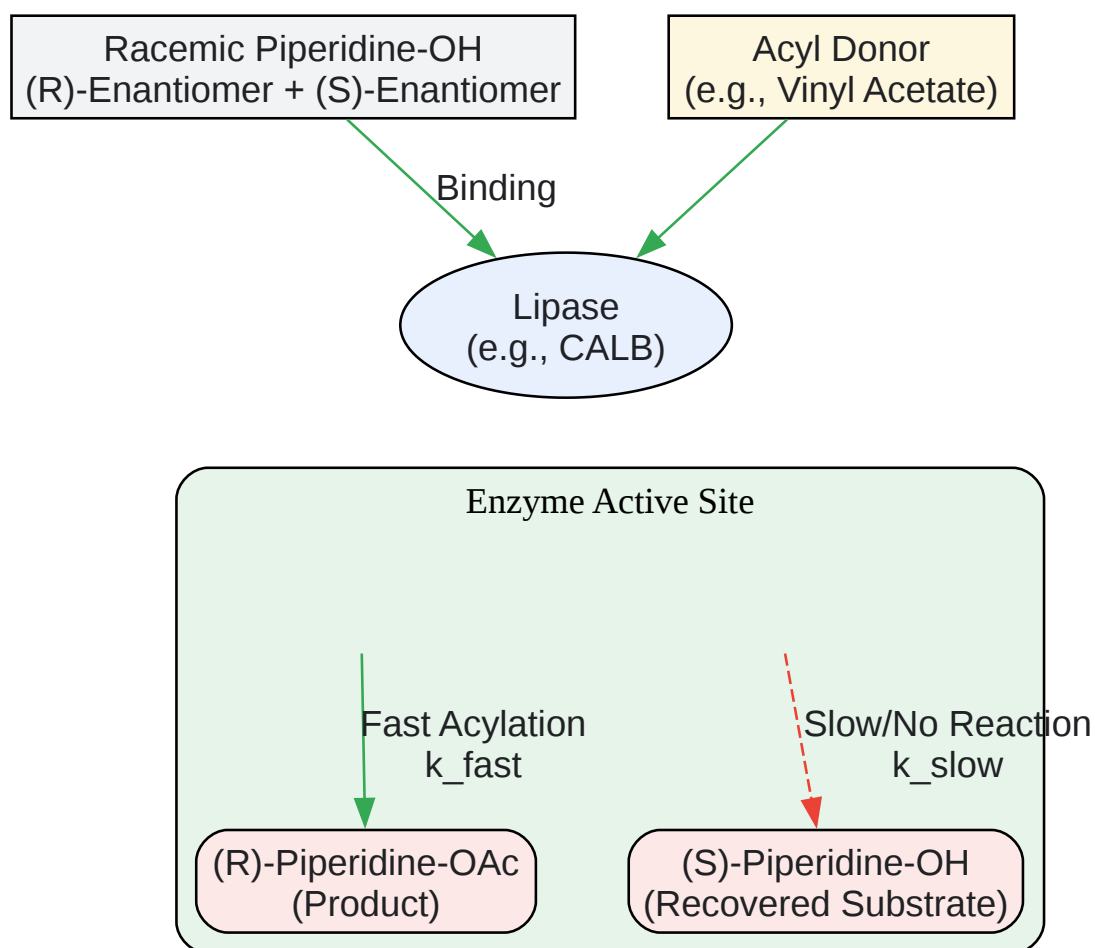 Racemic Piperidine-OH
(R)-Enantiomer + (S)-Enantiomer
Acyl Donor
(e.g., Vinyl Acetate)
Binding
Lipase
(e.g., CALB)
Enzyme Active Site
Fast Acylation
k_fast
Slow/No Reaction
k_slow
(R)-Piperidine-OAc
(Product)
(S)-Piperidine-OH
(Recovered Substrate)